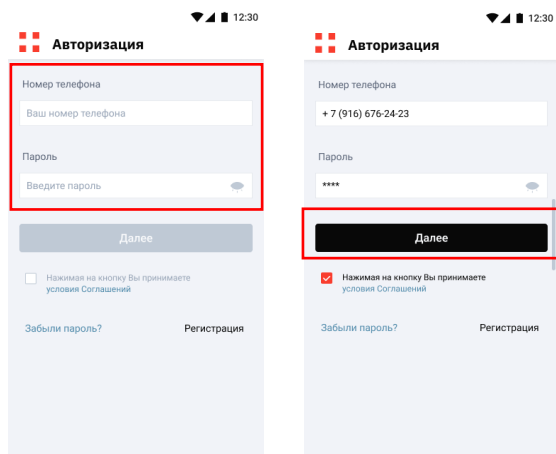 12:30
Авторизация
Номер телефона
Ваш номер телефона
Пароль
Введите пароль
Далее
Нажимая на кнопку Вы принимаете
условия Соглашений
Забыли пароль? Регистрация
12:30
Авторизация
Номер телефона
+ 7 (916) 676-24-23
Пароль
****
Далее
Нажимая на кнопку Вы принимаете
условия Соглашений
Забыли пароль? Регистрация